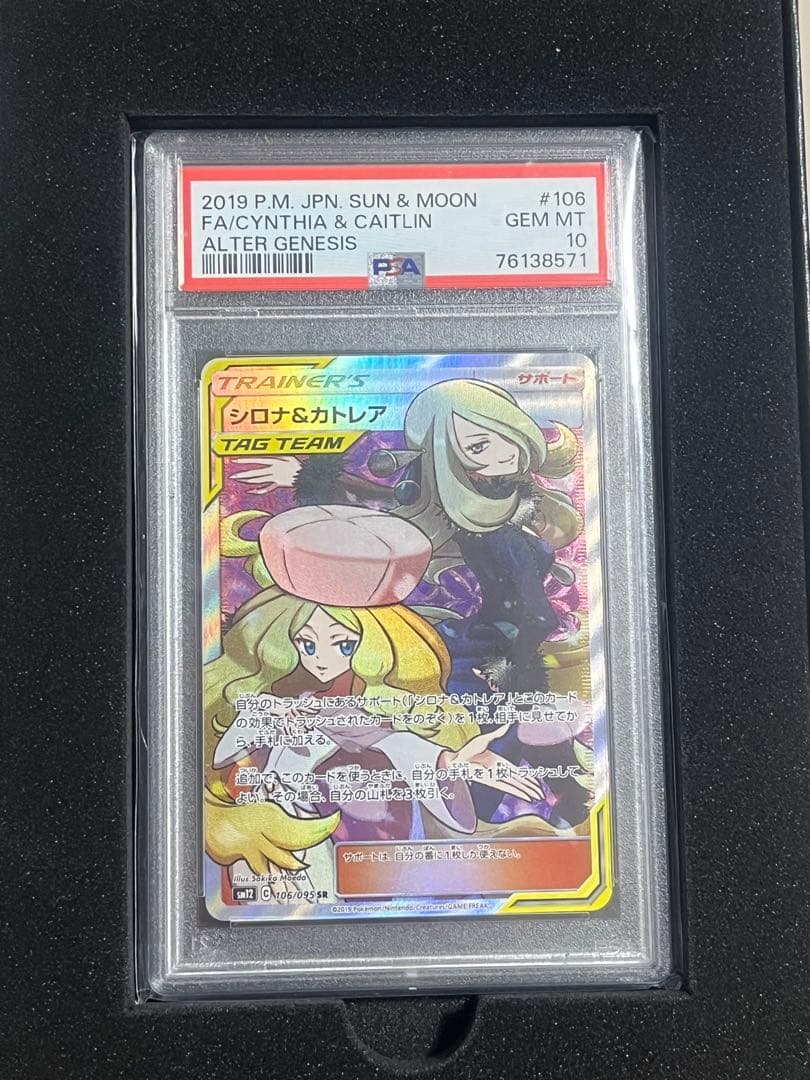 2019 P.M. JPN. SUN & MOON #106
FA/CYNTHIA & CAITLIN GEM MT
ALTER GENESIS 10
PSA 76138571
TRAINER'S サポート
シロナ&カトレア
TAG TEAM
自分のトラッシュにあるサポート(「シロナ&カトレア」とこのカード
の効果でトラッシュされたカードをのぞく)を1枚、相手に見せてか
ら、手札に加える。
追加で、このカードを使うときに、自分の手札を1枚トラッシュして
よい。その場合、自分の山札を3枚引く。
サポートは、自分の番に1枚しか使えない。
Illus. Sakiko Maeda
sm12 C 106/095 SR
©2019 Pokémon/Nintendo/Creatures/GAME FREAK.